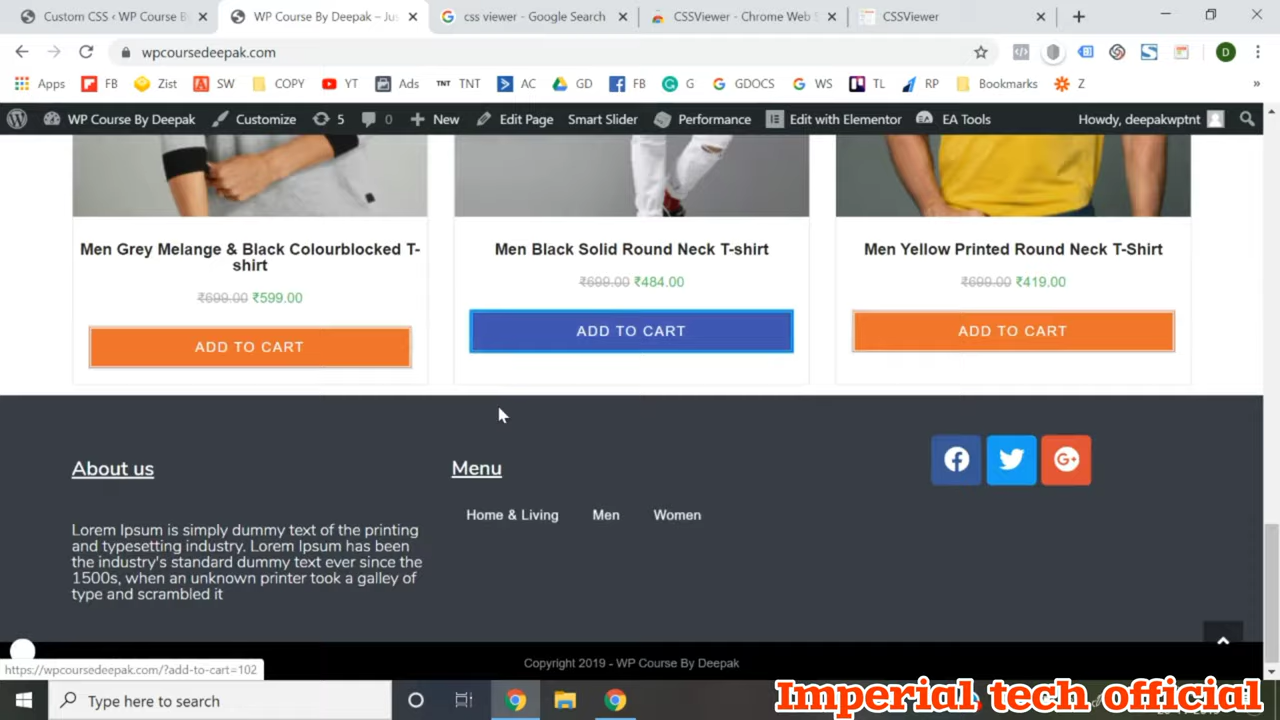 Custom CSS ‹ WP Course B
WP Course By Deepak – Jus
css viewer - Google Search
CSSViewer - Chrome Web S
CSSViewer
wpcoursedeepak.com
D
Apps
FB
Zist
SW
COPY
YT
Ads
TNT TNT
AC
GD
FB
G
GDOCS
WS
TL
RP
Bookmarks
Z
»
WP Course By Deepak
Customize
5
0
New
Edit Page
Smart Slider
Performance
Edit with Elementor
EA Tools
Howdy, deepakwptnt
Men Grey Melange & Black Colourblocked T-
shirt
₹699.00 ₹599.00
ADD TO CART
Men Black Solid Round Neck T-shirt
₹699.00 ₹484.00
ADD TO CART
Men Yellow Printed Round Neck T-Shirt
₹699.00 ₹419.00
ADD TO CART
About us
Lorem Ipsum is simply dummy text of the printing
and typesetting industry. Lorem Ipsum has been
the industry's standard dummy text ever since the
1500s, when an unknown printer took a galley of
type and scrambled it
Menu
Home & Living Men Women
Copyright 2019 - WP Course By Deepak
https://wpcoursedeepak.com/?add-to-cart=102
Type here to search
Imperial tech official